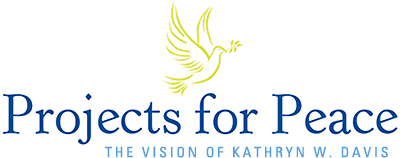 Projects for Peace
THE VISION OF KATHRYN W. DAVIS